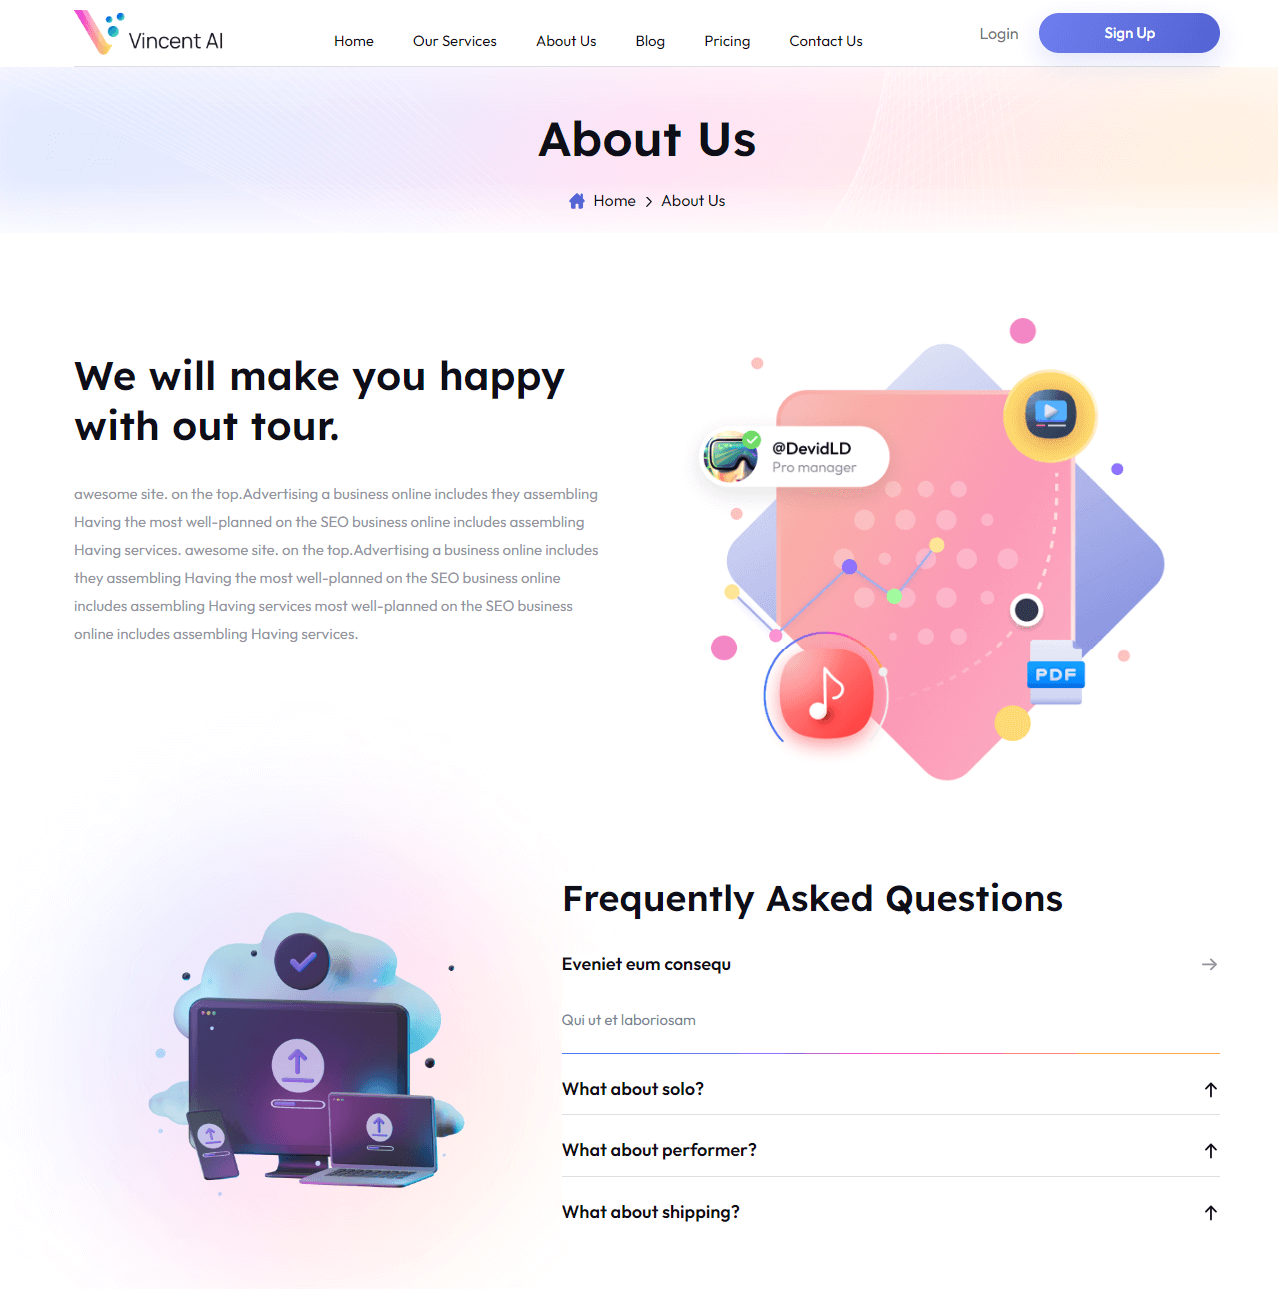 Vincent AI
Home
Our Services
About Us
Blog
Pricing
Contact Us
Login
Sign Up
About Us
Home
About Us
We will make you happy
with out tour.
awesome site. on the top.Advertising a business online includes they assembling
Having the most well-planned on the SEO business online includes assembling
Having services. awesome site. on the top.Advertising a business online includes
they assembling Having the most well-planned on the SEO business online
includes assembling Having services most well-planned on the SEO business
online includes assembling Having services.
@DevidLD
Pro manager
PDF
Frequently Asked Questions
Eveniet eum consequ
Qui ut et laboriosam
What about solo?
What about performer?
What about shipping?